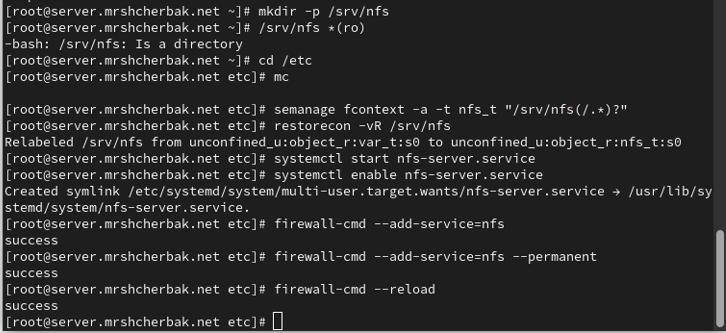 [root@server.mrshcherbak.net ~]# mkdir -p /srv/nfs
[root@server.mrshcherbak.net ~]# /srv/nfs *(ro)
-bash: /srv/nfs: Is a directory
[root@server.mrshcherbak.net ~]# cd /etc
[root@server.mrshcherbak.net etc]# mc
[root@server.mrshcherbak.net etc]# semanage fcontext -a -t nfs_t "/srv/nfs(/.*)?"
[root@server.mrshcherbak.net etc]# restorecon -vR /srv/nfs
Relabeled /srv/nfs from unconfined_u:object_r:var_t:s0 to unconfined_u:object_r:nfs_t:s0
[root@server.mrshcherbak.net etc]# systemctl start nfs-server.service
[root@server.mrshcherbak.net etc]# systemctl enable nfs-server.service
Created symlink /etc/systemd/system/multi-user.target.wants/nfs-server.service → /usr/lib/sy
stemd/system/nfs-server.service.
[root@server.mrshcherbak.net etc]# firewall-cmd --add-service=nfs
success
[root@server.mrshcherbak.net etc]# firewall-cmd --add-service=nfs --permanent
success
[root@server.mrshcherbak.net etc]# firewall-cmd --reload
success
[root@server.mrshcherbak.net etc]#